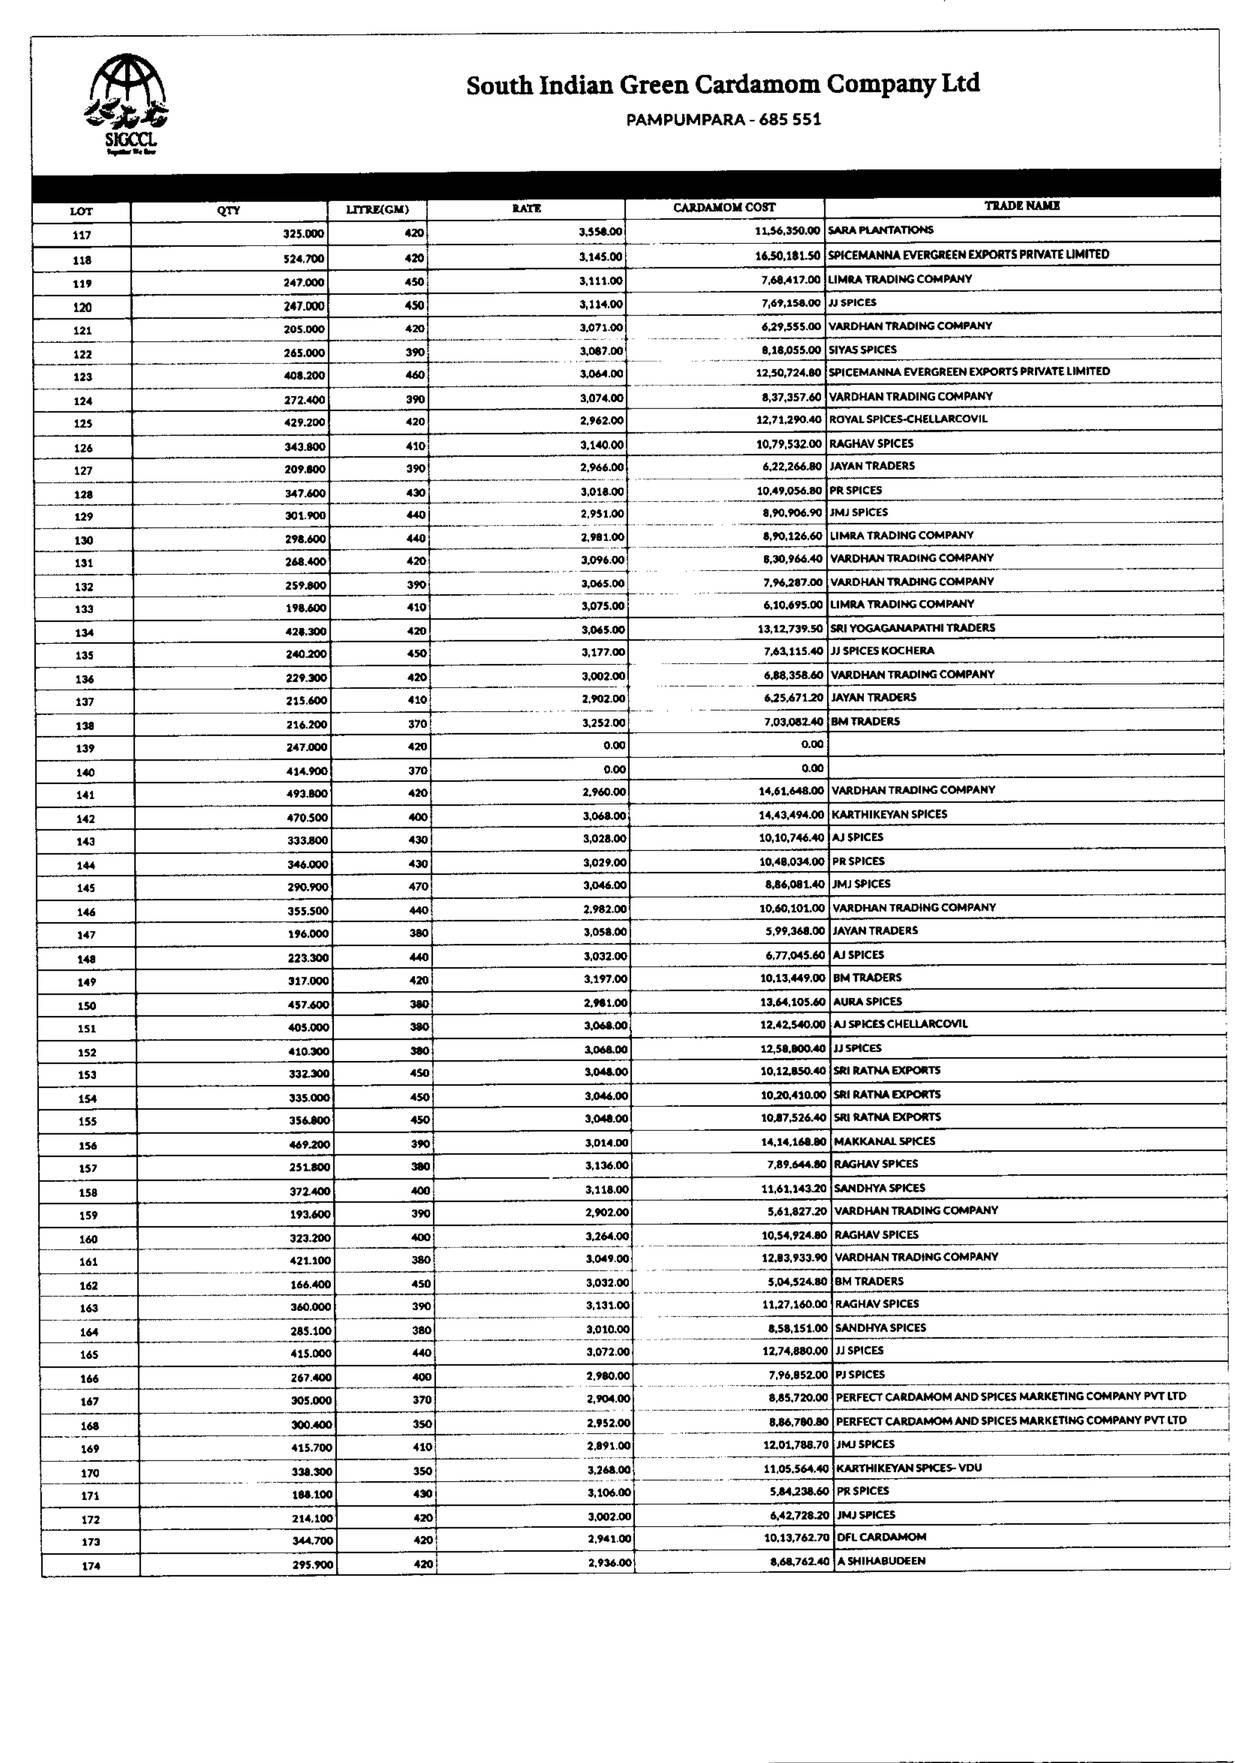 SIGCCL
Together We Grow
South Indian Green Cardamom Company Ltd
PAMPUMPARA - 685 551
LOT QTY LITRE(GM) RATE CARDAMOM COST TRADE NAME
117 325.000 420 3,558.00 11,56,350.00 SARA PLANTATIONS
118 524.700 420 3,145.00 16,50,181.50 SPICEMANNA EVERGREEN EXPORTS PRIVATE LIMITED
119 247.000 450 3,111.00 7,68,417.00 LIMRA TRADING COMPANY
120 247.000 450 3,114.00 7,69,158.00 JJ SPICES
121 205.000 420 3,071.00 6,29,555.00 VARDHAN TRADING COMPANY
122 265.000 390 3,087.00 8,18,055.00 SIYAS SPICES
123 408.200 460 3,064.00 12,50,724.80 SPICEMANNA EVERGREEN EXPORTS PRIVATE LIMITED
124 272.400 390 3,074.00 8,37,357.60 VARDHAN TRADING COMPANY
125 429.200 420 2,962.00 12,71,290.40 ROYAL SPICES-CHELLARCOVIL
126 343.800 410 3,140.00 10,79,532.00 RAGHAV SPICES
127 209.800 390 2,966.00 6,22,266.80 JAYAN TRADERS
128 347.600 430 3,018.00 10,49,056.80 PR SPICES
129 301.900 440 2,951.00 8,90,906.90 JMJ SPICES
130 298.600 440 2,981.00 8,90,126.60 LIMRA TRADING COMPANY
131 268.400 420 3,096.00 8,30,966.40 VARDHAN TRADING COMPANY
132 259.800 390 3,065.00 7,96,287.00 VARDHAN TRADING COMPANY
133 198.600 410 3,075.00 6,10,695.00 LIMRA TRADING COMPANY
134 428.300 420 3,065.00 13,12,739.50 SRI YOGAGANAPATHI TRADERS
135 240.200 450 3,177.00 7,63,115.40 JJ SPICES KOCHERA
136 229.300 420 3,002.00 6,88,358.60 VARDHAN TRADING COMPANY
137 215.600 410 2,902.00 6,25,671.20 JAYAN TRADERS
138 216.200 370 3,252.00 7,03,082.40 BM TRADERS
139 247.000 420 0.00 0.00
140 414.900 370 0.00 0.00
141 493.800 420 2,960.00 14,61,648.00 VARDHAN TRADING COMPANY
142 470.500 400 3,068.00 14,43,494.00 KARTHIKEYAN SPICES
143 333.800 430 3,028.00 10,10,746.40 AJ SPICES
144 346.000 430 3,029.00 10,48,034.00 PR SPICES
145 290.900 470 3,046.00 8,86,081.40 JMJ SPICES
146 355.500 440 2,982.00 10,60,101.00 VARDHAN TRADING COMPANY
147 196.000 380 3,058.00 5,99,368.00 JAYAN TRADERS
148 223.300 440 3,032.00 6,77,045.60 AJ SPICES
149 317.000 420 3,197.00 10,13,449.00 BM TRADERS
150 457.600 380 2,981.00 13,64,105.60 AURA SPICES
151 405.000 380 3,068.00 12,42,540.00 AJ SPICES CHELLARCOVIL
152 410.300 380 3,068.00 12,58,800.40 JJ SPICES
153 332.300 450 3,048.00 10,12,850.40 SRI RATNA EXPORTS
154 335.000 450 3,046.00 10,20,410.00 SRI RATNA EXPORTS
155 356.800 450 3,048.00 10,87,526.40 SRI RATNA EXPORTS
156 469.200 390 3,014.00 14,14,168.80 MAKKANAL SPICES
157 251.800 380 3,136.00 7,89,644.80 RAGHAV SPICES
158 372.400 400 3,118.00 11,61,143.20 SANDHYA SPICES
159 193.600 390 2,902.00 5,61,827.20 VARDHAN TRADING COMPANY
160 323.200 400 3,264.00 10,54,924.80 RAGHAV SPICES
161 421.100 380 3,049.00 12,83,933.90 VARDHAN TRADING COMPANY
162 166.400 450 3,032.00 5,04,524.80 BM TRADERS
163 360.000 390 3,131.00 11,27,160.00 RAGHAV SPICES
164 285.100 380 3,010.00 8,58,151.00 SANDHYA SPICES
165 415.000 440 3,072.00 12,74,880.00 JJ SPICES
166 267.400 400 2,980.00 7,96,852.00 PJ SPICES
167 305.000 370 2,904.00 8,85,720.00 PERFECT CARDAMOM AND SPICES MARKETING COMPANY PVT LTD
168 300.400 350 2,952.00 8,86,780.80 PERFECT CARDAMOM AND SPICES MARKETING COMPANY PVT LTD
169 415.700 410 2,891.00 12,01,788.70 JMJ SPICES
170 338.300 350 3,268.00 11,05,564.40 KARTHIKEYAN SPICES- VDU
171 188.100 430 3,106.00 5,84,238.60 PR SPICES
172 214.100 420 3,002.00 6,42,728.20 JMJ SPICES
173 344.700 420 2,941.00 10,13,762.70 DFL CARDAMOM
174 295.900 420 2,936.00 8,68,762.40 A SHIHABUDEEN